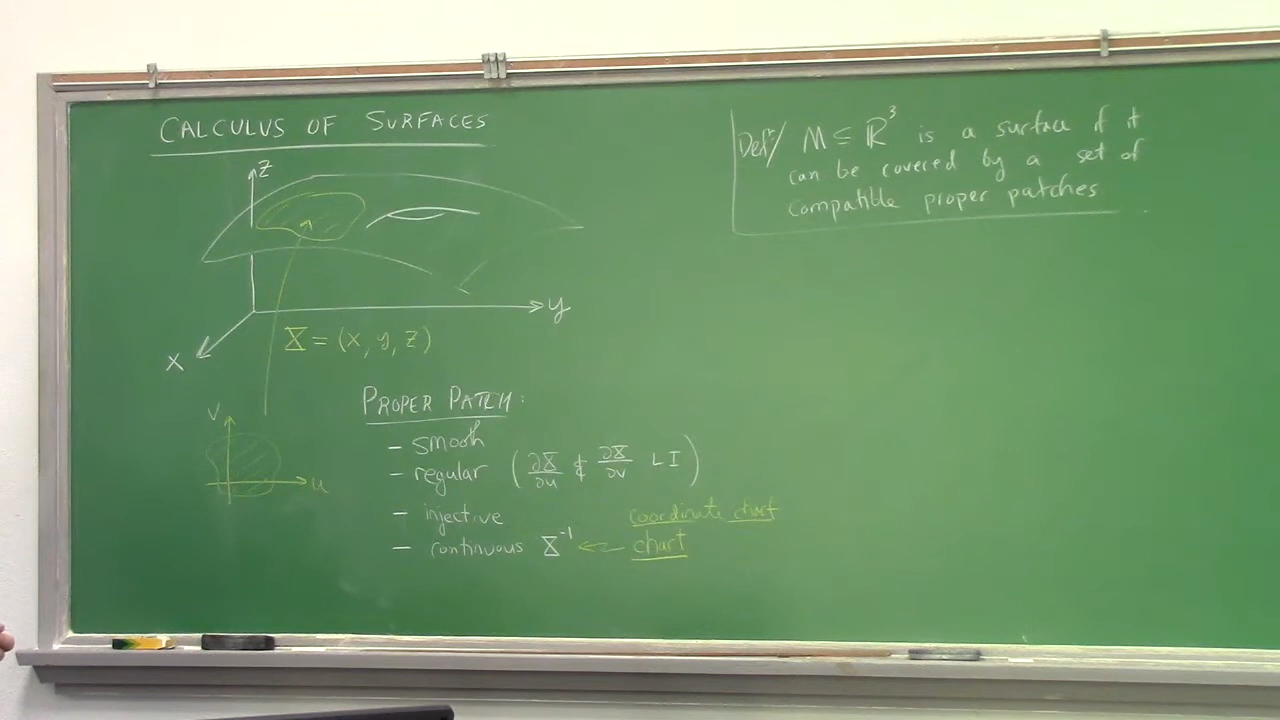 CALCULUS OF SURFACES
z
y
x
X = (x, y, z)
v
u
PROPER PATCH:
- smooth
- regular (∂X/∂u & ∂X/∂v LI)
- injective
- continuous X⁻¹ ←
coordinate chart
chart
Defⁿ/ M ⊆ ℝ³ is a surface if it
can be covered by a set of
compatible proper patches